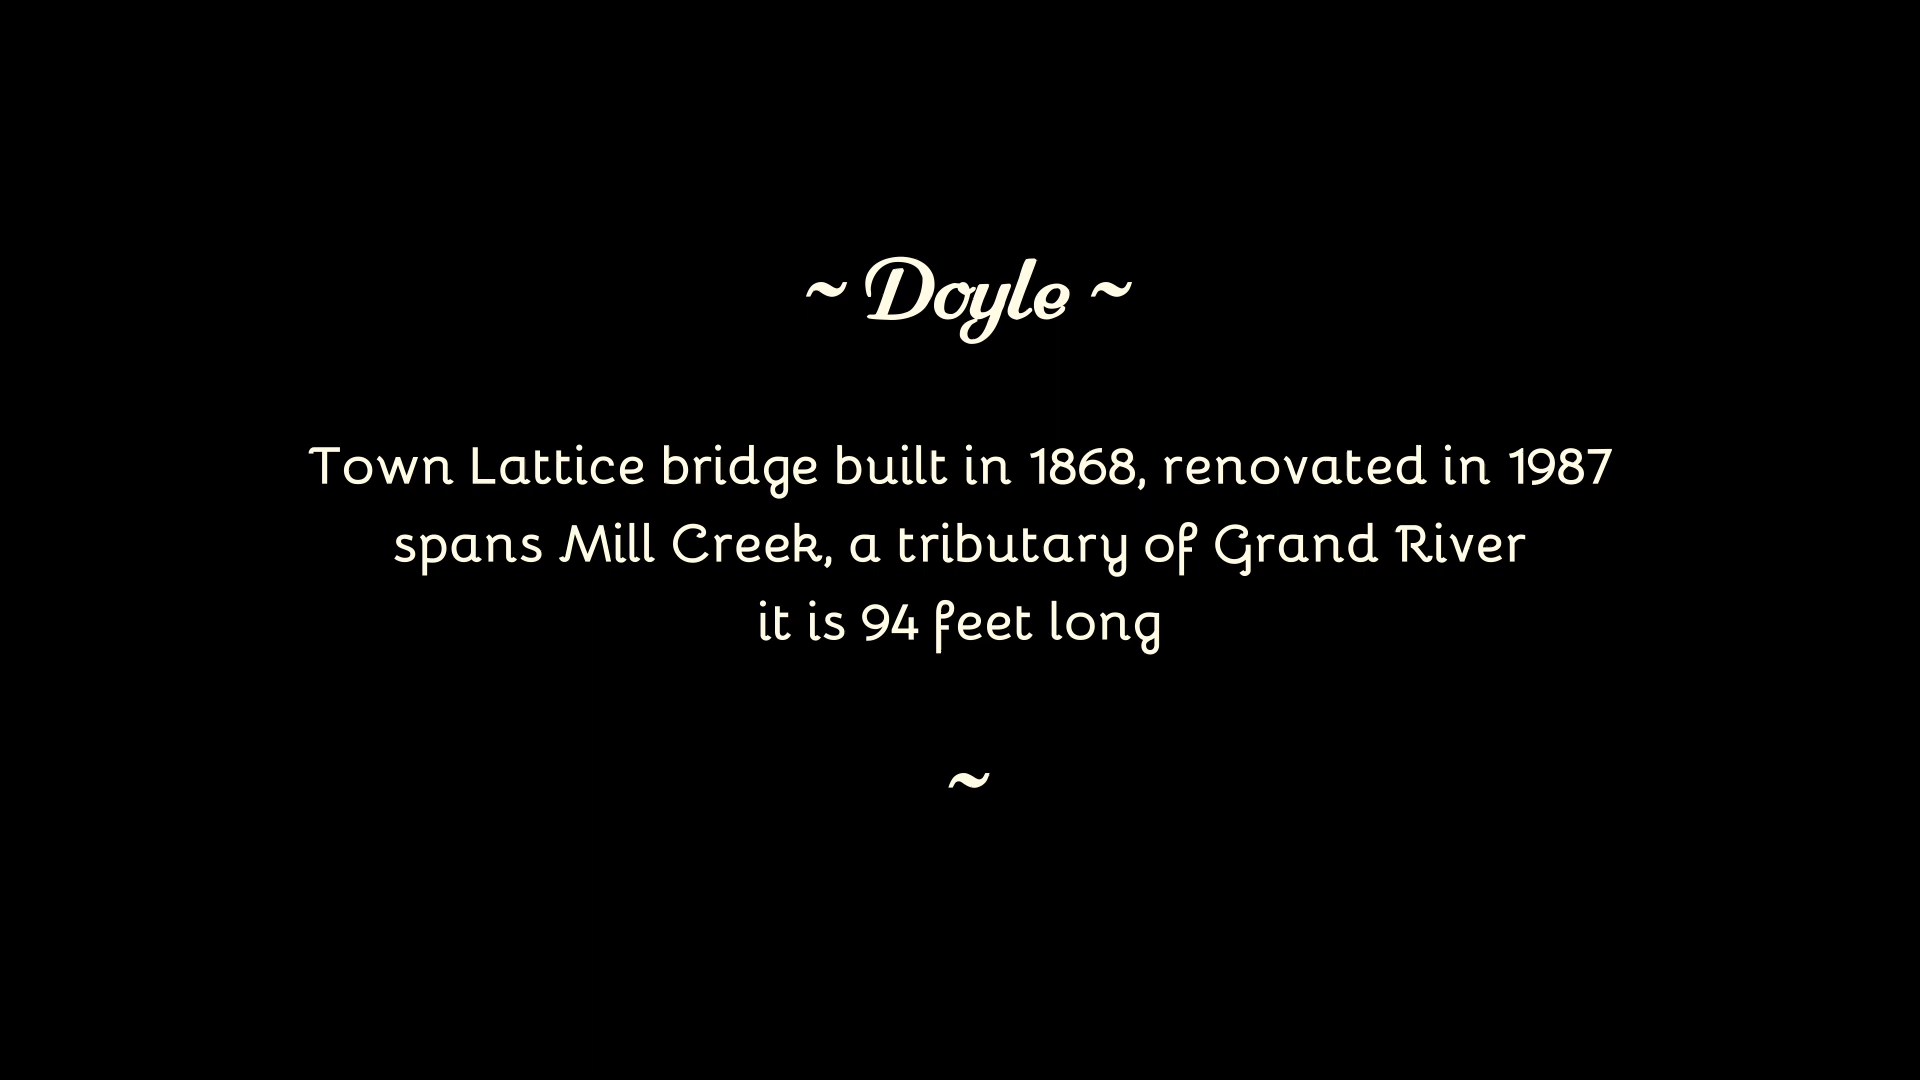 ~ Doyle ~
Town Lattice bridge built in 1868, renovated in 1987
spans Mill Creek, a tributary of Grand River
it is 94 feet long
~